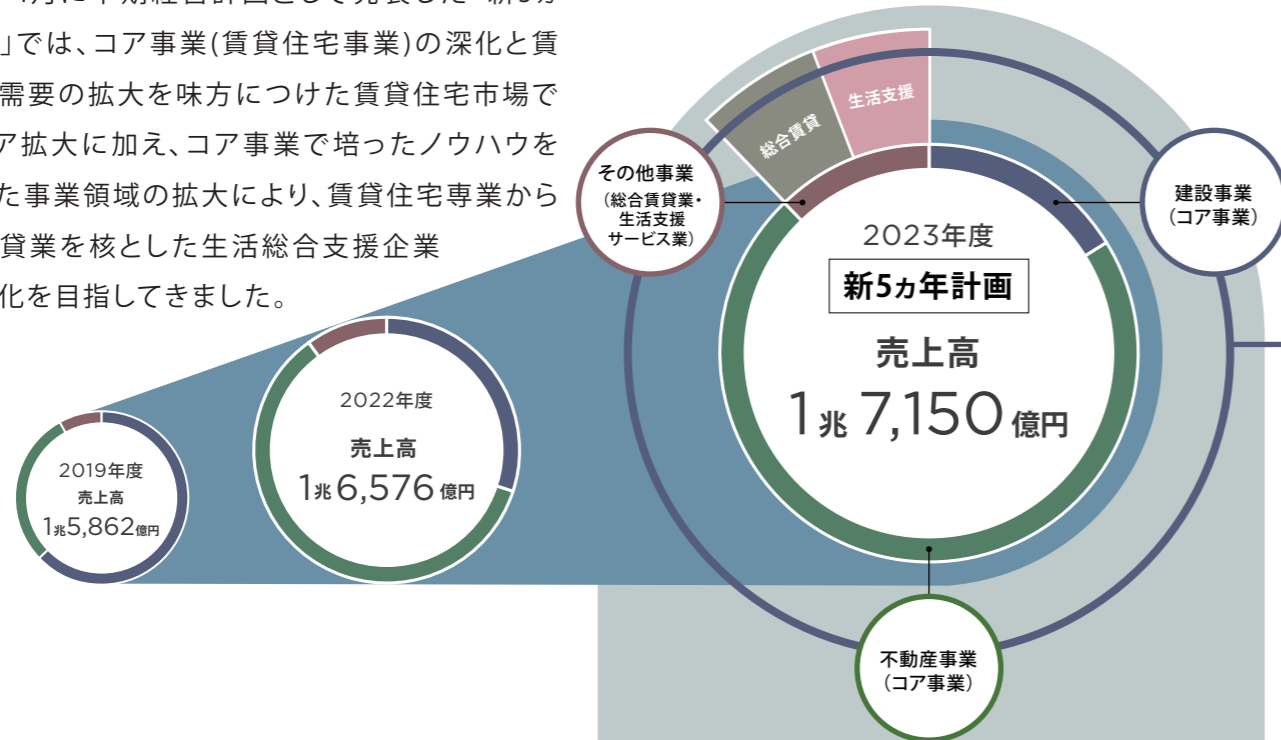 」では、コア事業(賃貸住宅事業)の深化と賃
需要の拡大を味方につけた賃貸住宅市場で
ア拡大に加え、コア事業で培ったノウハウを
た事業領域の拡大により、賃貸住宅専業から
貸業を核とした生活総合支援企業
化を目指してきました。
総合賃貸
生活支援
その他事業
(総合賃貸業・
生活支援
サービス業)
建設事業
(コア事業)
2023年度
新5ヵ年計画
売上高
1兆7,150億円
2022年度
売上高
1兆6,576億円
2019年度
売上高
1兆5,862億円
不動産事業
(コア事業)